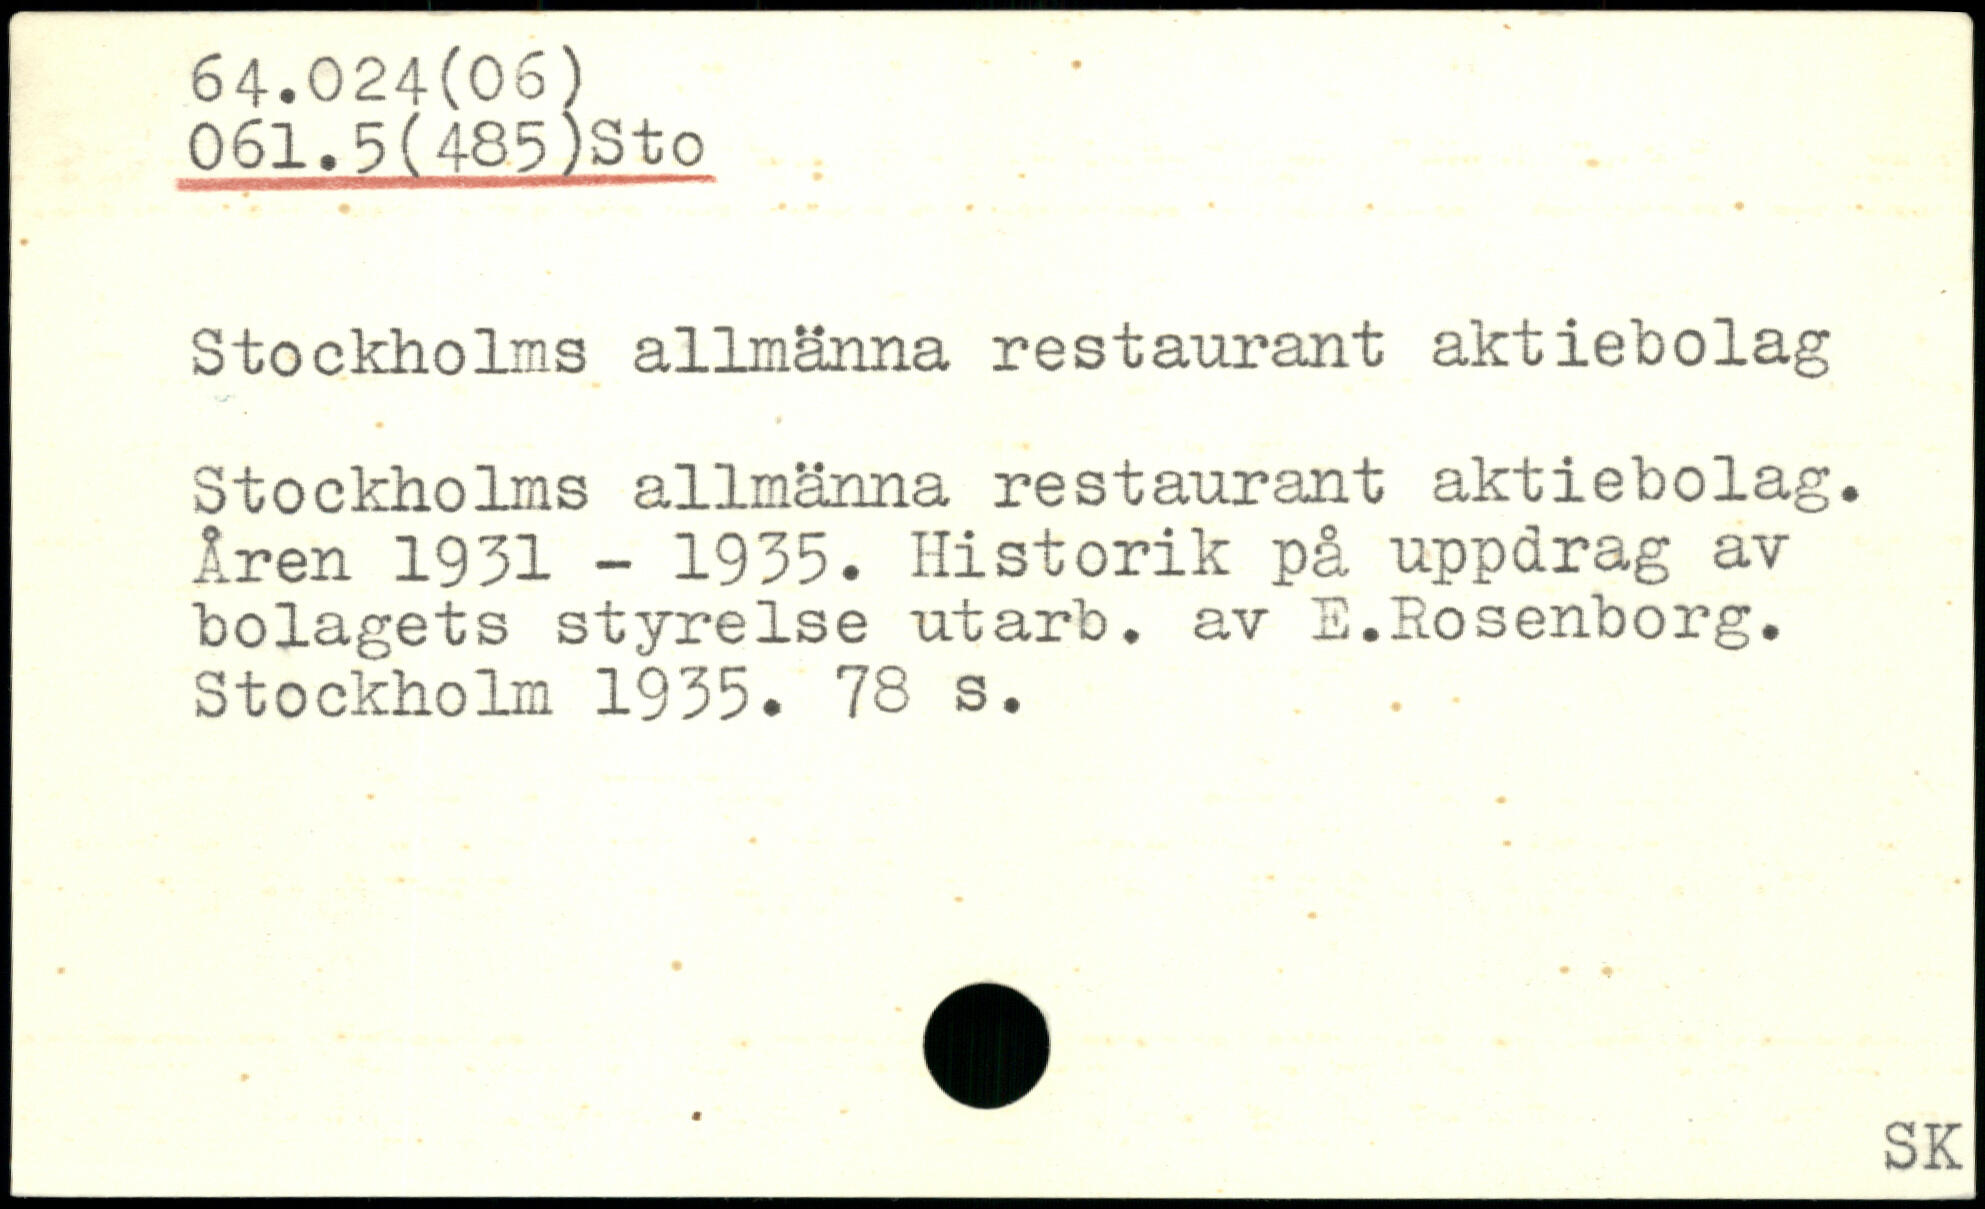 64.024(06)
061.5(485)Sto
Stockholms allmänna restaurant aktiebolag
Stockholms allmänna restaurant aktiebolag.
Åren 1931 - 1935. Historik på uppdrag av
bolagets styrelse utarb. av E.Rosenborg.
Stockholm 1935. 78 s.
SK